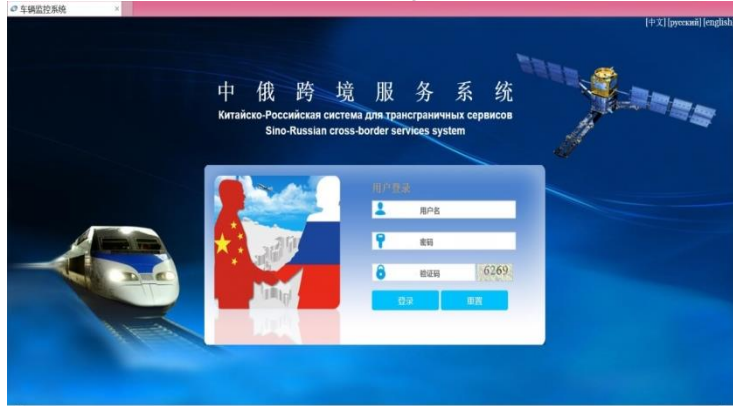 车辆监控系统 ×
[中文] [русский] [english]
中俄跨境服务系统
Китайско-Российская система для трансграничных сервисов
Sino-Russian cross-border services system
用户登录
用户名
密码
验证码 6269
登录 重置